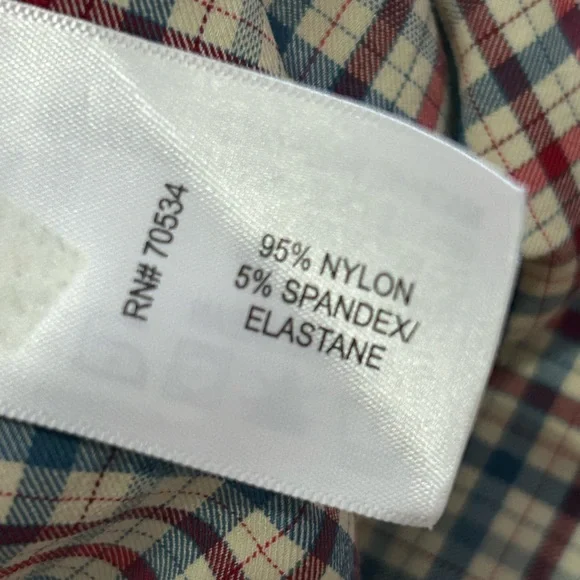 RN# 70534
95% NYLON
5% SPANDEX/
ELASTANE